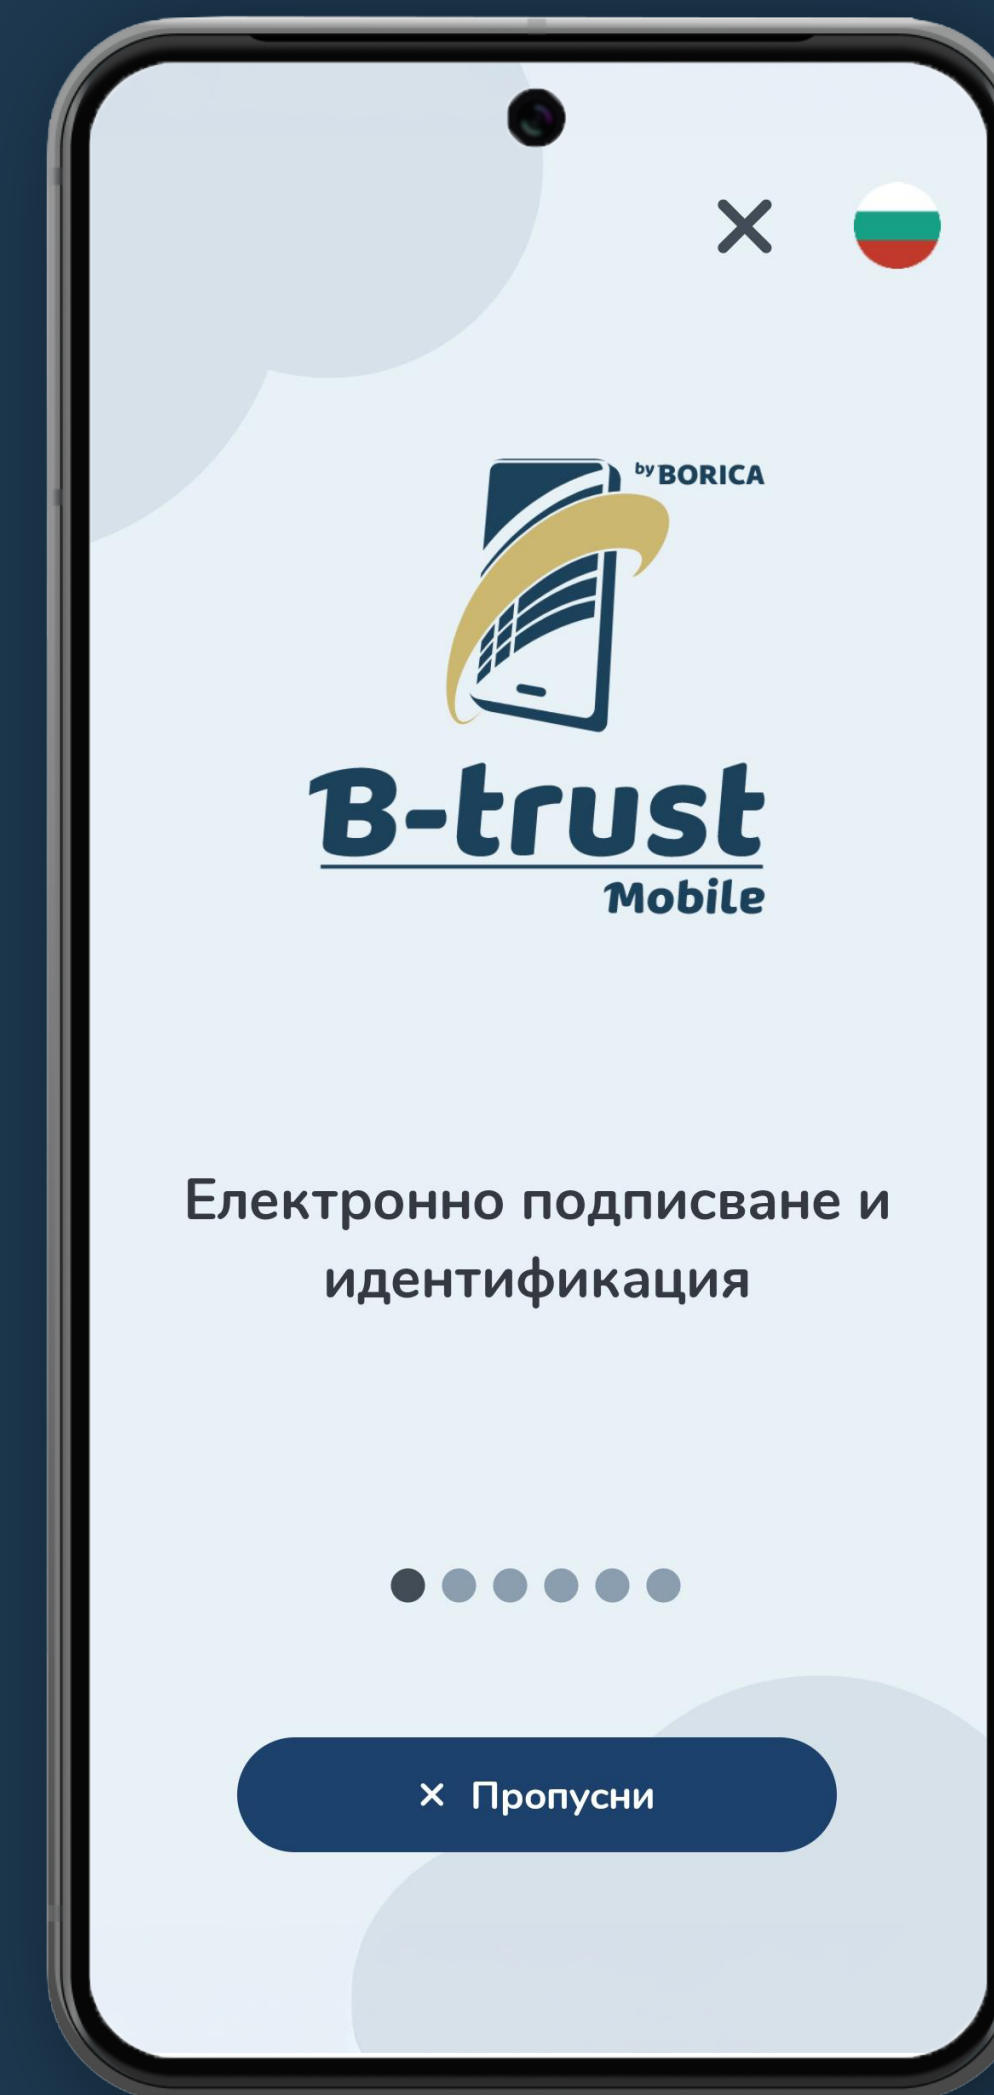 by BORICA
B-trust
Mobile
Електронно подписване и
идентификация
× Пропусни